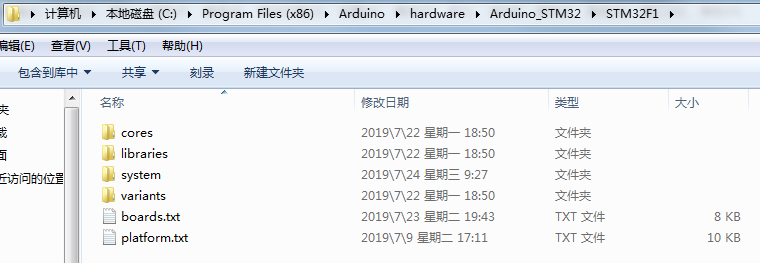 计算机 ▸ 本地磁盘 (C:) ▸ Program Files (x86) ▸ Arduino ▸ hardware ▸ Arduino_STM32 ▸ STM32F1 ▸
编辑(E) 查看(V) 工具(T) 帮助(H)
包含到库中 共享 刻录 新建文件夹
名称 修改日期 类型 大小
cores 2019\7\22 星期一 18:50 文件夹
libraries 2019\7\22 星期一 18:50 文件夹
system 2019\7\24 星期三 9:27 文件夹
variants 2019\7\22 星期一 18:50 文件夹
boards.txt 2019\7\23 星期二 19:43 TXT 文件 8 KB
platform.txt 2019\7\9 星期二 17:11 TXT 文件 10 KB
夹
载
面
近访问的位置